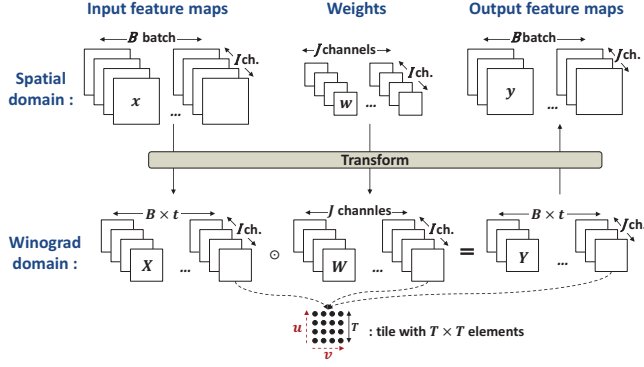 Input feature maps Weights Output feature maps
B batch J channels B batch
I ch. I ch. J ch.
Spatial domain :
x ... w ... y ...
Transform
B × t J channles B × t
I ch. I ch. J ch.
Winograd domain :
X ... ⊙ W ... = Y ...
u T : tile with T × T elements
v